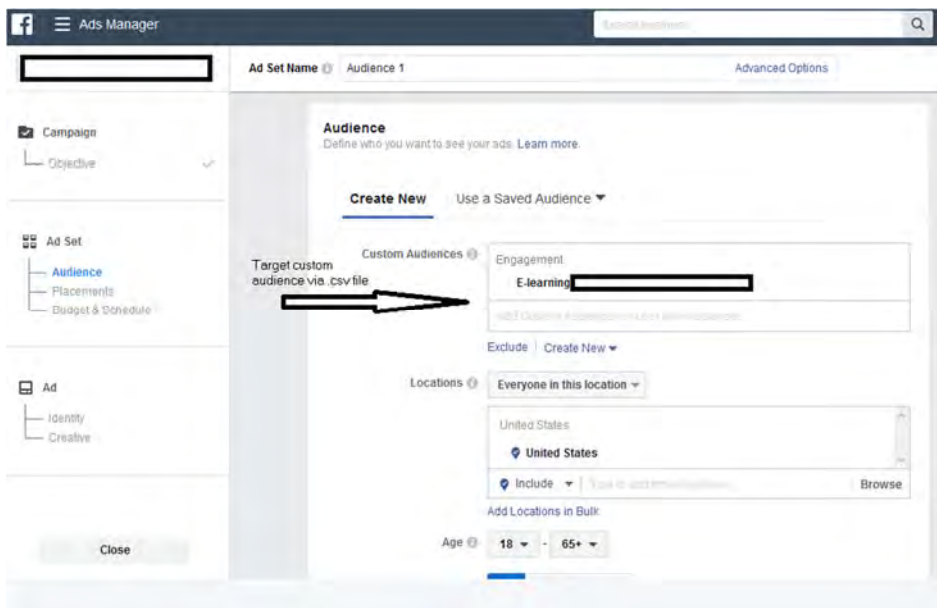 f Ads Manager
Ad Set Name Audience 1 Advanced Options
Campaign
Objective
Ad Set
Audience
Placements
Budget & Schedule
Ad
Identity
Creative
Close
Audience
Define who you want to see your ads. Learn more.
Create New Use a Saved Audience
Target custom
audience via .csv file
Custom Audiences
Engagement
E-learning
Exclude Create New
Locations Everyone in this location
United States
United States
Include Browse
Add Locations in Bulk
Age 18 - 65+